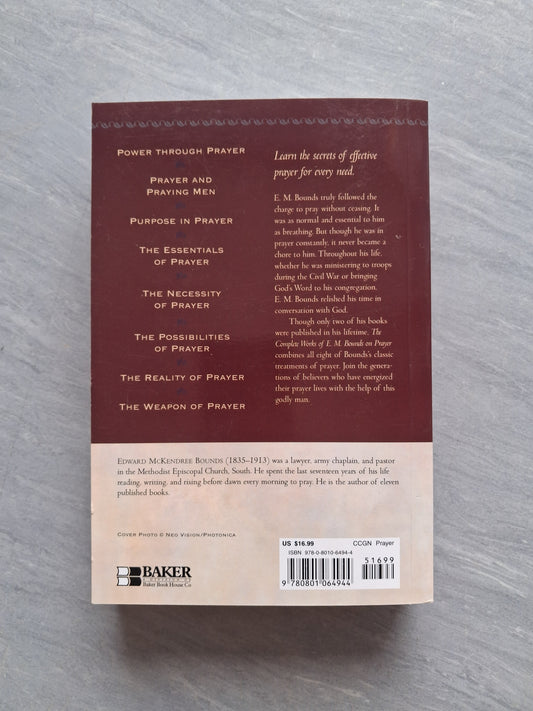 POWER THROUGH PRAYER
PRAYER AND
PRAYING MEN
PURPOSE IN PRAYER
THE ESSENTIALS
OF PRAYER
THE NECESSITY
OF PRAYER
THE POSSIBILITIES
OF PRAYER
THE REALITY OF PRAYER
THE WEAPON OF PRAYER
Learn the secrets of effective
prayer for every need.
E. M. Bounds truly followed the
charge to pray without ceasing. It
was as normal and essential to him
as breathing. But though he was in
prayer constantly, it never became a
chore to him. Throughout his life,
whether he was ministering to troops
during the Civil War or bringing
God's Word to his congregation,
E. M. Bounds relished his time in
conversation with God.
Though only two of his books
were published in his lifetime, The
Complete Works of E. M. Bounds on Prayer
combines all eight of Bounds's classic
treatments of prayer. Join the genera-
tions of believers who have energized
their prayer lives with the help of this
godly man.
EDWARD MCKENDREE BOUNDS (1835–1913) was a lawyer, army chaplain, and pastor
in the Methodist Episcopal Church, South. He spent the last seventeen years of his life
reading, writing, and rising before dawn every morning to pray. He is the author of eleven
published books.
COVER PHOTO © NEO VISION/PHOTONICA
BAKER
Baker Book House Co
US $16.99 CCGN Prayer
ISBN 978-0-8010-6494-4
51699
9 780801 064944